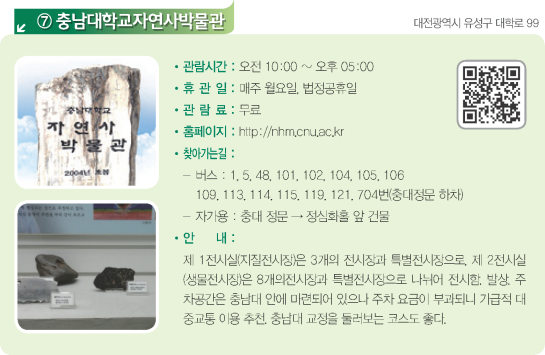 ⑦ 충남대학교자연사박물관
대전광역시 유성구 대학로 99
• 관람시간 : 오전 10:00 ~ 오후 05:00
• 휴 관 일 : 매주 월요일, 법정공휴일
• 관 람 료 : 무료
• 홈페이지 : http://nhm.cnu.ac.kr
• 찾아가는길 :
– 버스 : 1, 5, 48, 101, 102, 104, 105, 106
109, 113, 114, 115, 119, 121, 704번(충대정문 하차)
– 자가용 : 충대 정문 → 정심화홀 앞 건물
• 안 내 :
제 1전시실(지질전시장)은 3개의 전시장과 특별전시장으로, 제 2전시실
(생물전시장)은 8개의전시장과 특별전시장으로 나뉘어 전시함. 발상. 주
차공간은 충남대 안에 마련되어 있으나 주차 요금이 부과되니 가급적 대
중교통 이용 추천. 충남대 교정을 둘러보는 코스도 좋다.
충남대학교
자연사
박물관